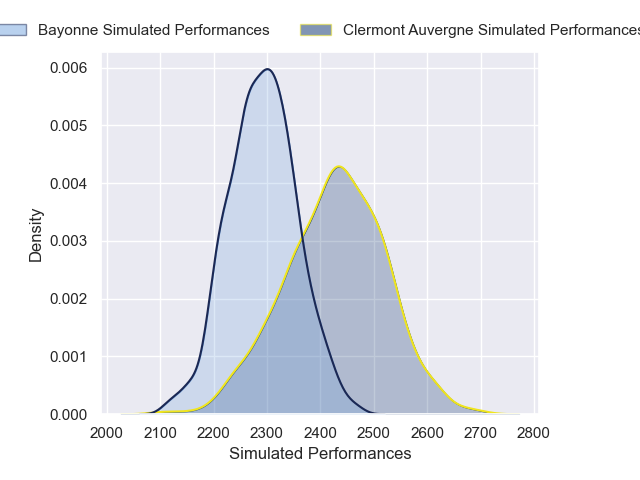 Bayonne Simulated Performances Clermont Auvergne Simulated Performances
0.006
0.005
0.004
0.003
0.002
0.001
0.000
Density
2000 2100 2200 2300 2400 2500 2600 2700 2800
Simulated Performances